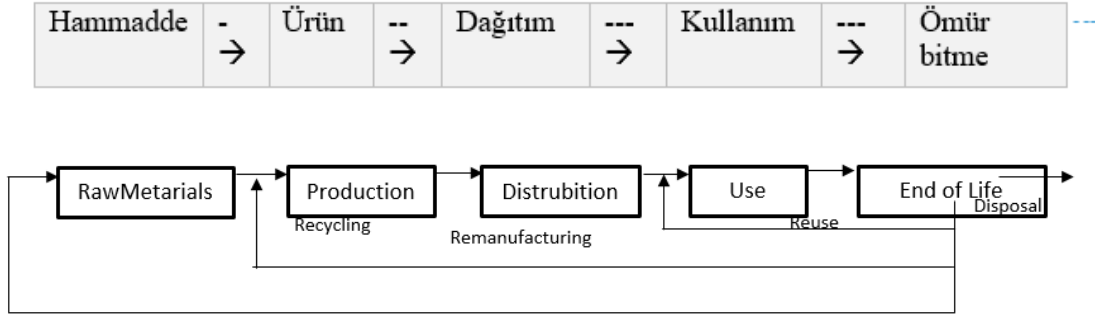 Hammadde - Ürün -- Dağıtım --- Kullanım --- Ömür
→ → → → bitme
RawMetarials Production Distrubition Use End of Life
Disposal
Recycling Reuse
Remanufacturing